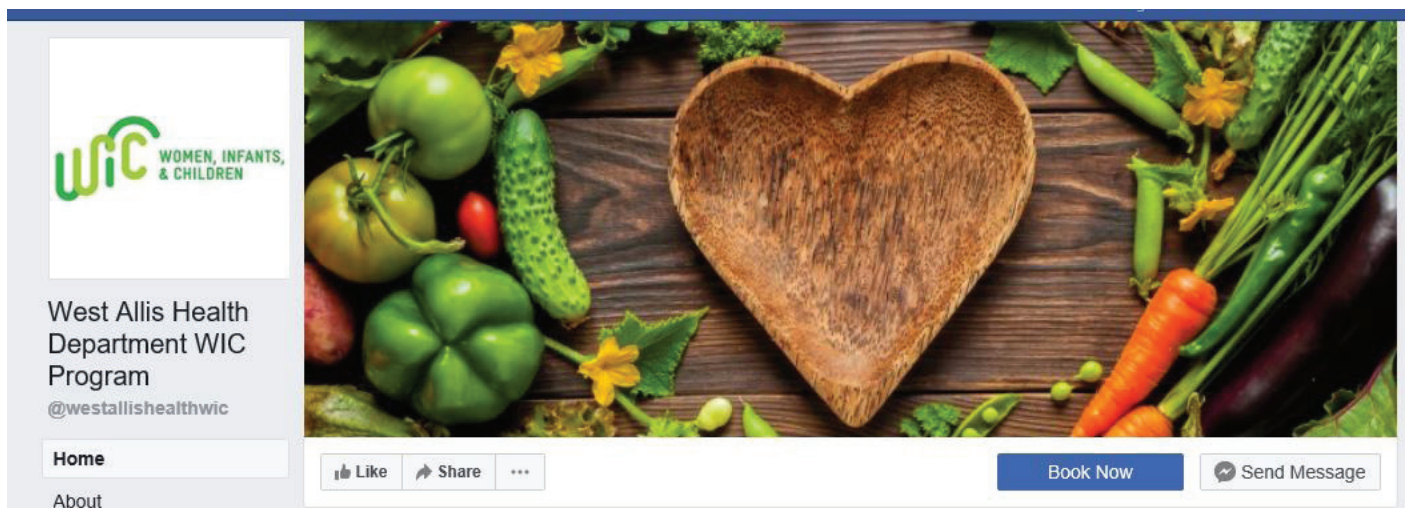 WiC WOMEN, INFANTS,
& CHILDREN
West Allis Health
Department WIC
Program
@westallishealthwic
Home
About
Like Share ...
Book Now
Send Message